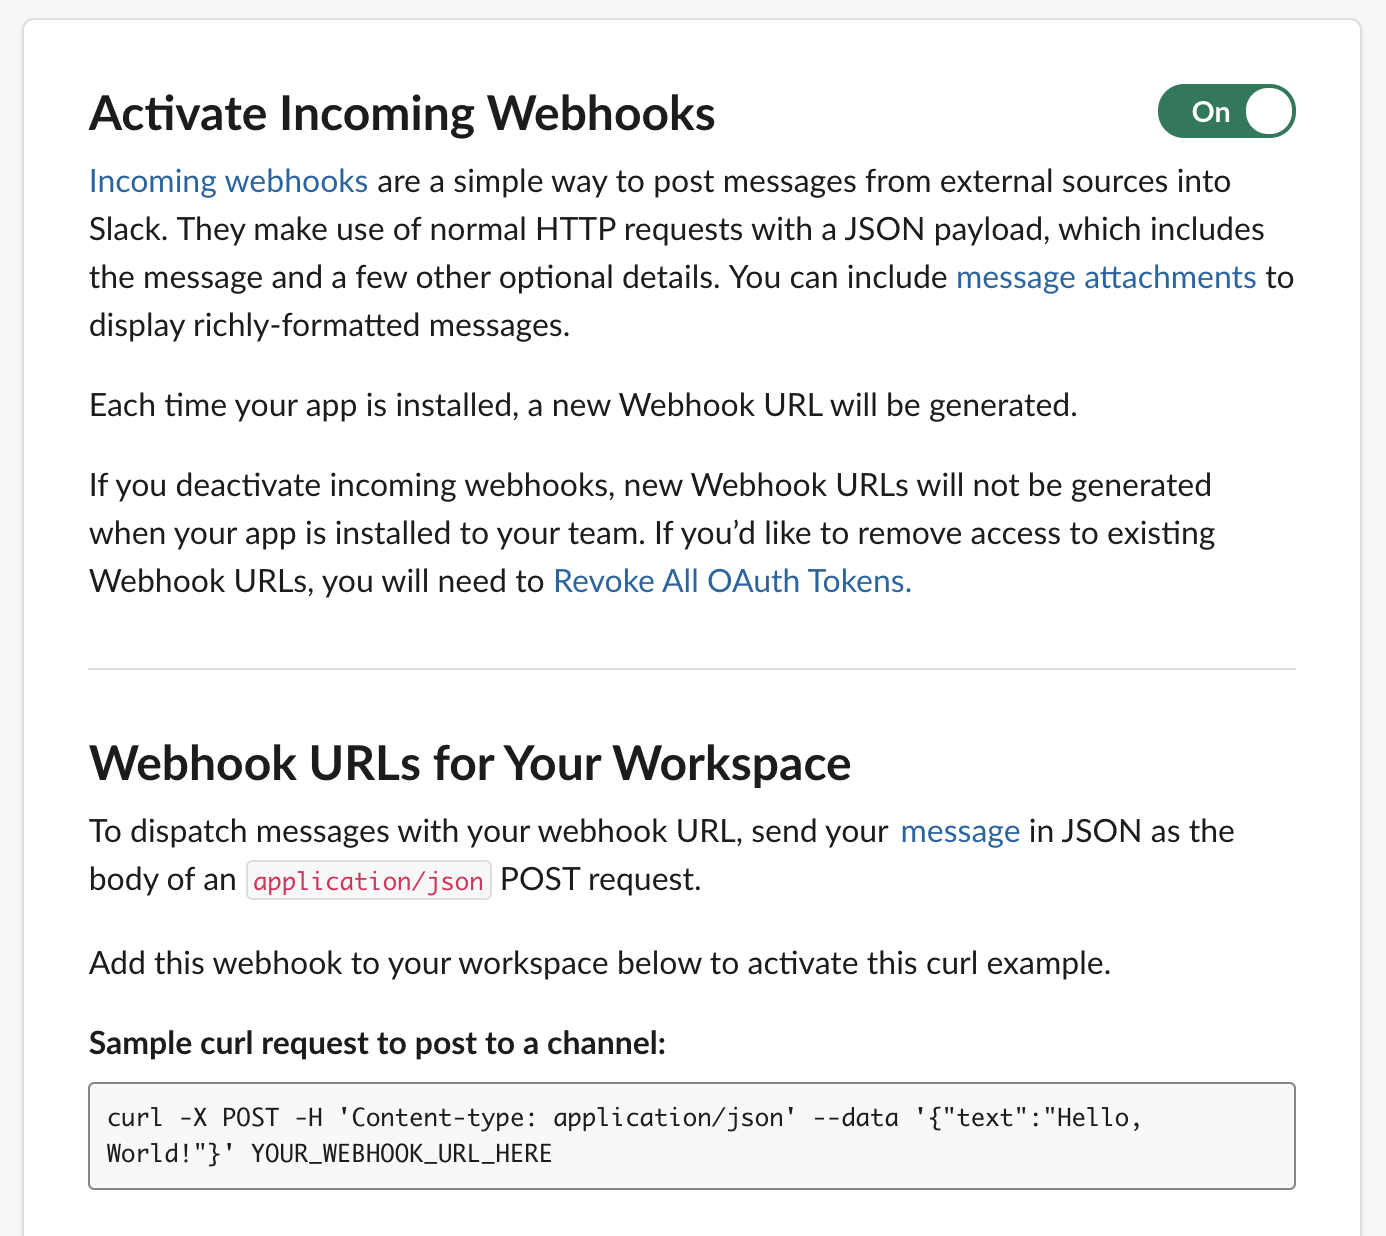 Activate Incoming Webhooks
On
Incoming webhooks are a simple way to post messages from external sources into
Slack. They make use of normal HTTP requests with a JSON payload, which includes
the message and a few other optional details. You can include message attachments to
display richly-formatted messages.
Each time your app is installed, a new Webhook URL will be generated.
If you deactivate incoming webhooks, new Webhook URLs will not be generated
when your app is installed to your team. If you’d like to remove access to existing
Webhook URLs, you will need to Revoke All OAuth Tokens.
Webhook URLs for Your Workspace
To dispatch messages with your webhook URL, send your message in JSON as the
body of an application/json POST request.
Add this webhook to your workspace below to activate this curl example.
Sample curl request to post to a channel:
curl -X POST -H 'Content-type: application/json' --data '{"text":"Hello,
World!"}' YOUR_WEBHOOK_URL_HERE